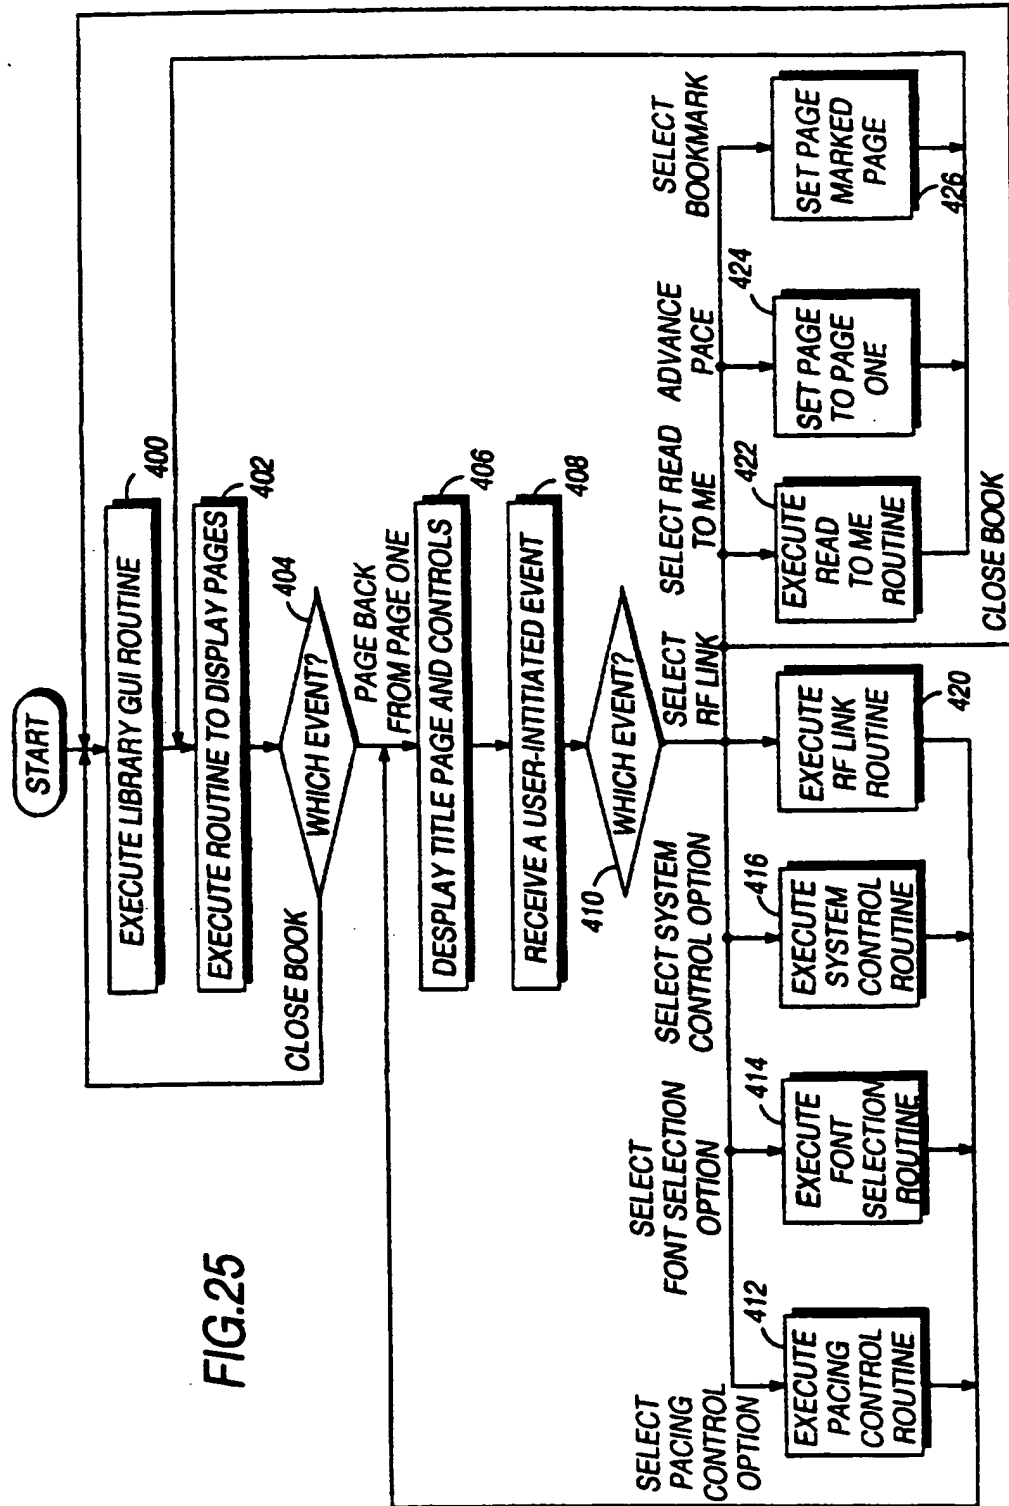 FIG.25
START
EXECUTE LIBRARY GUI ROUTINE
400
EXECUTE ROUTINE TO DISPLAY PAGES
402
WHICH EVENT?
404
CLOSE BOOK
PAGE BACK
FROM PAGE ONE
DESPLAY TITLE PAGE AND CONTROLS
406
RECEIVE A USER-INTITIATED EVENT
408
WHICH EVENT?
410
SELECT
PACING
CONTROL
OPTION
SELECT
FONT SELECTION
OPTION
SELECT SYSTEM
CONTROL OPTION
SELECT
RF LINK
SELECT READ
TO ME
ADVANCE
PACE
SELECT
BOOKMARK
412
EXECUTE
PACING
CONTROL
ROUTINE
414
EXECUTE
FONT
SELECTION
ROUTINE
416
EXECUTE
SYSTEM
CONTROL
ROUTINE
EXECUTE
RF LINK
ROUTINE
420
422
EXECUTE
READ
TO ME
ROUTINE
424
SET PAGE
TO PAGE
ONE
SET PAGE
MARKED
PAGE
426
CLOSE BOOK